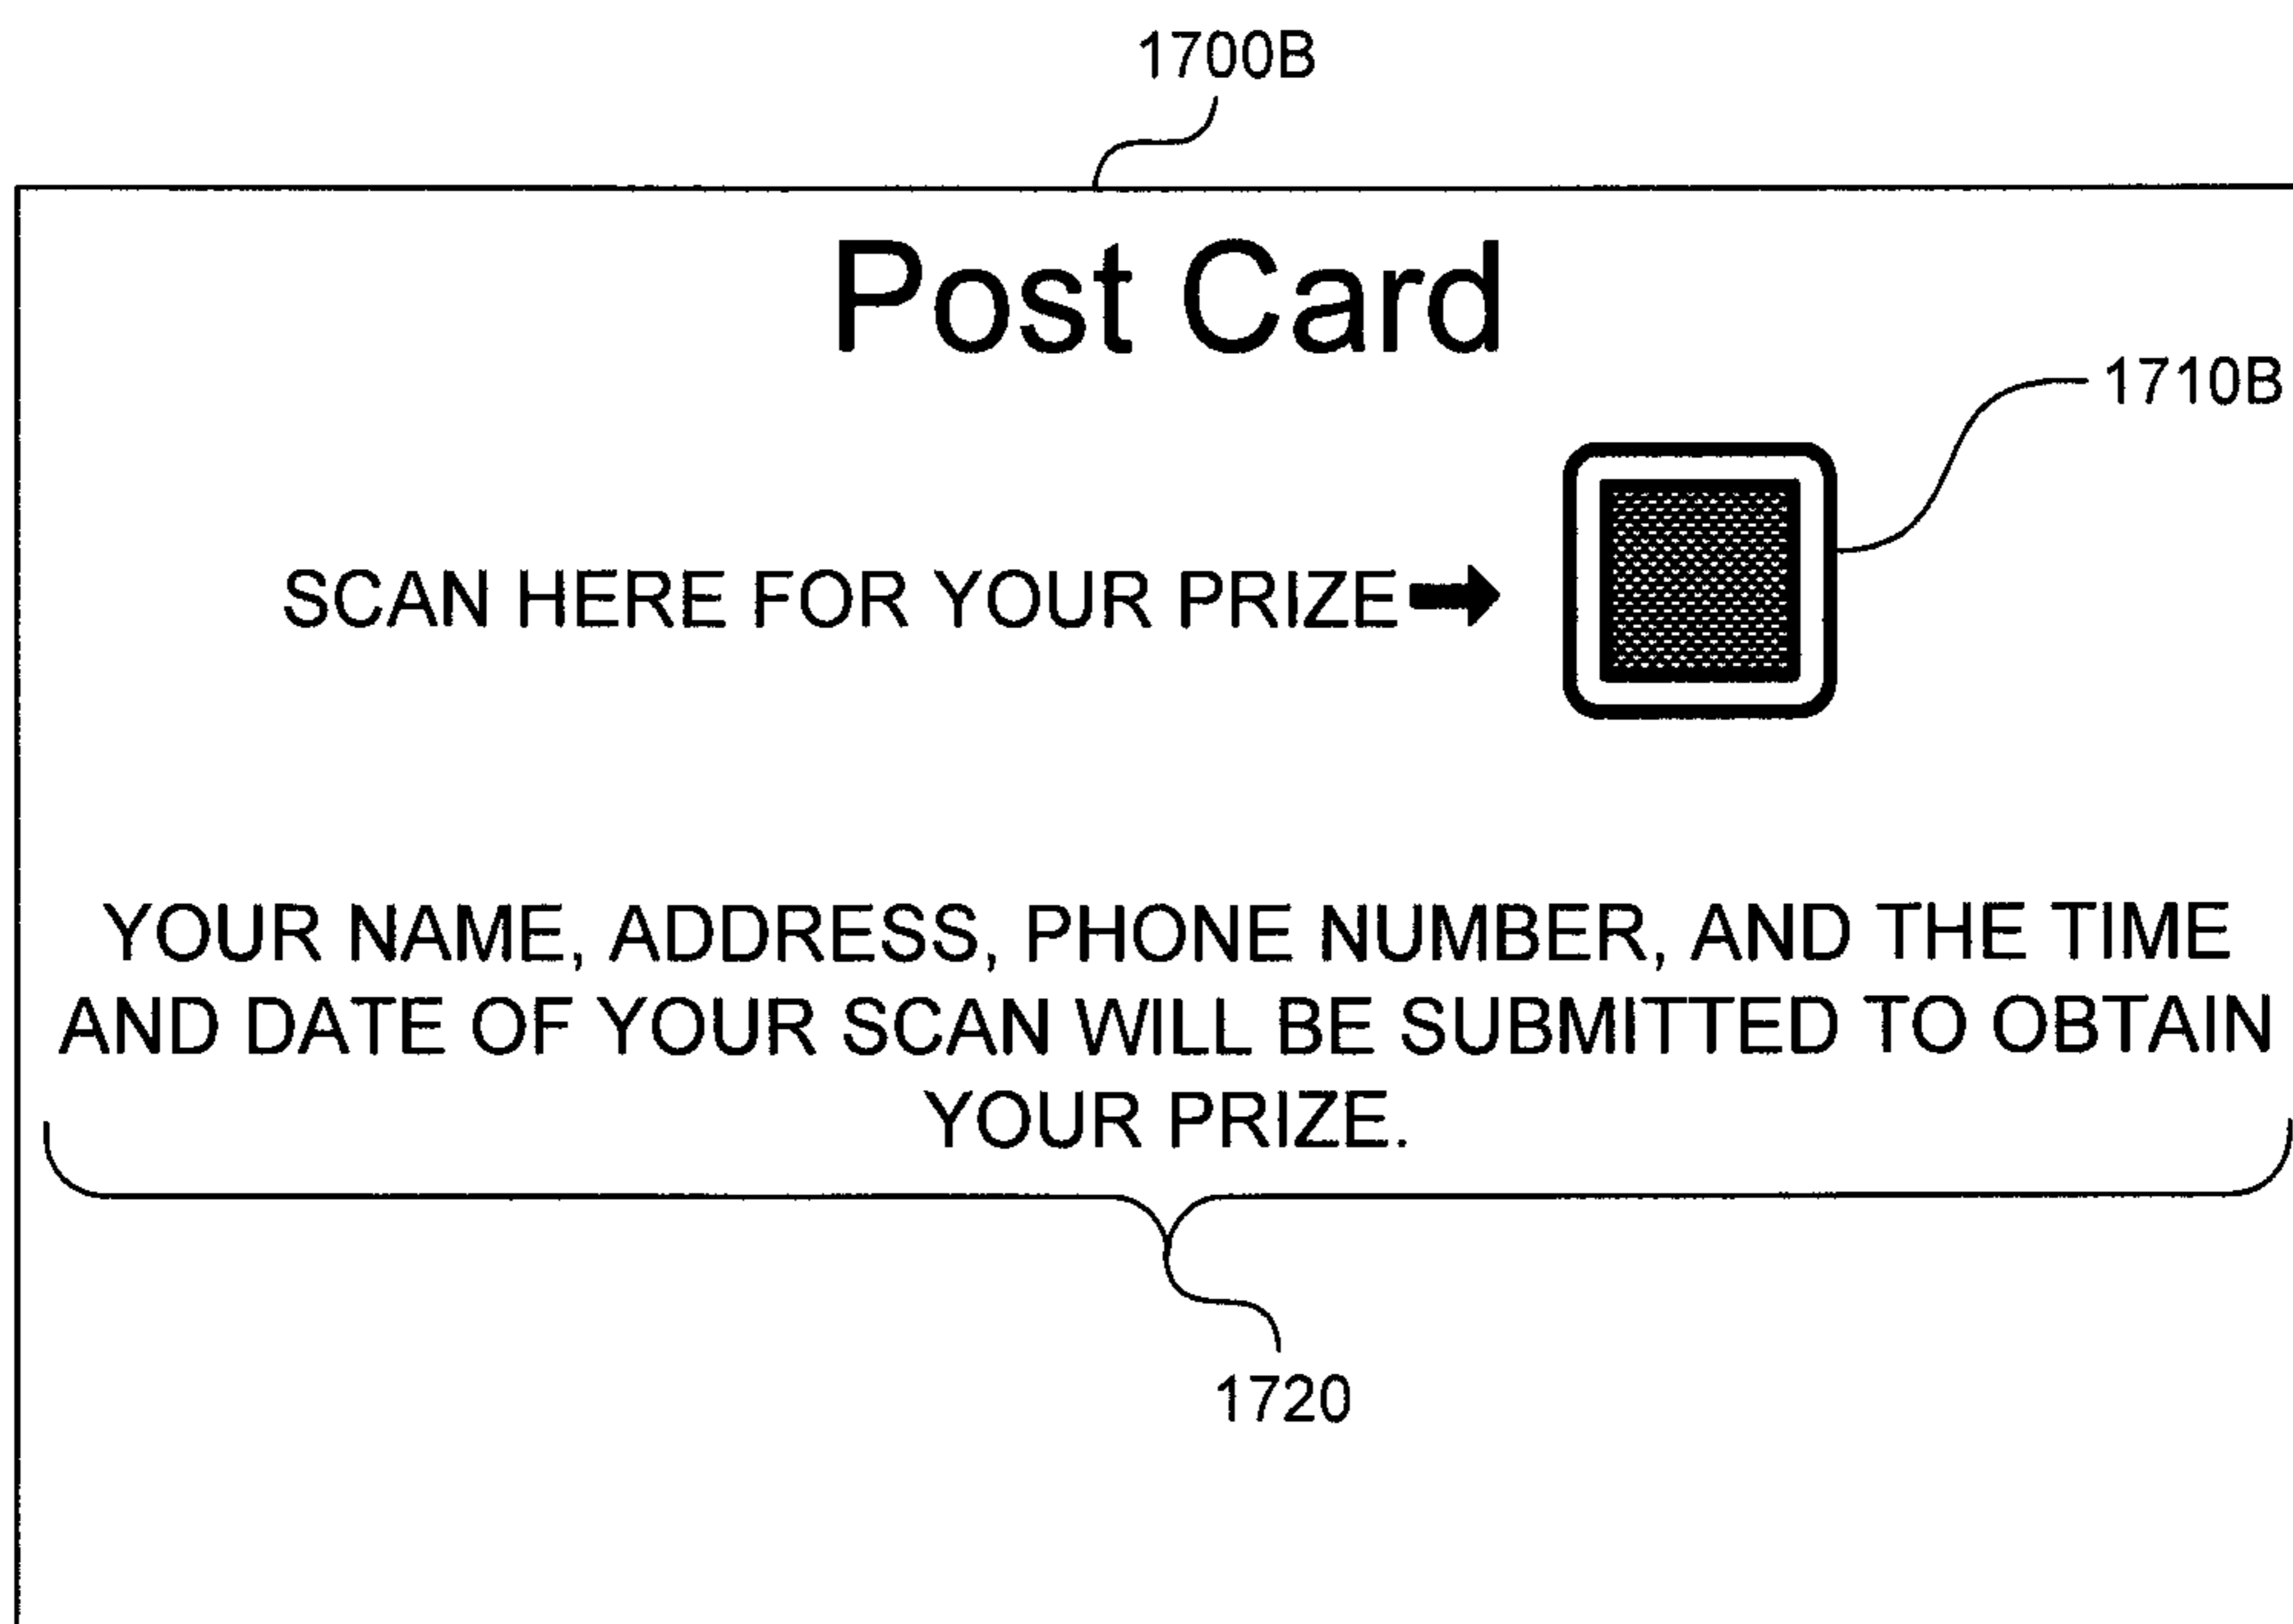 1700B
Post Card
1710B
SCAN HERE FOR YOUR PRIZE
YOUR NAME, ADDRESS, PHONE NUMBER, AND THE TIME
AND DATE OF YOUR SCAN WILL BE SUBMITTED TO OBTAIN
YOUR PRIZE.
1720